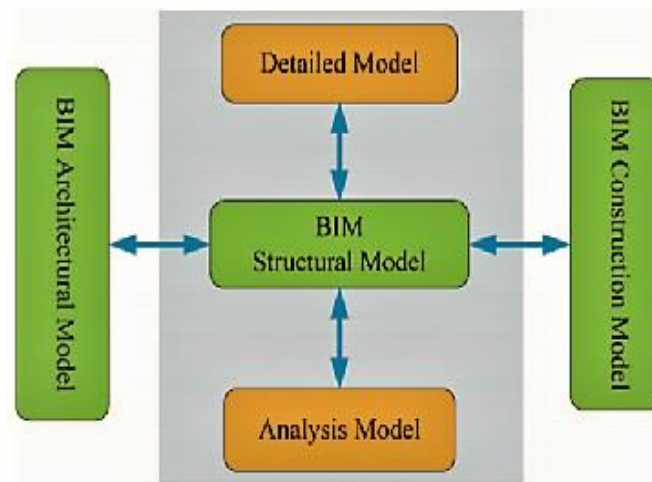 Detailed Model
BIM Architectural Model
BIM
Structural Model
BIM Construction Model
Analysis Model